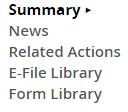 Summary ▸
News
Related Actions
E-File Library
Form Library